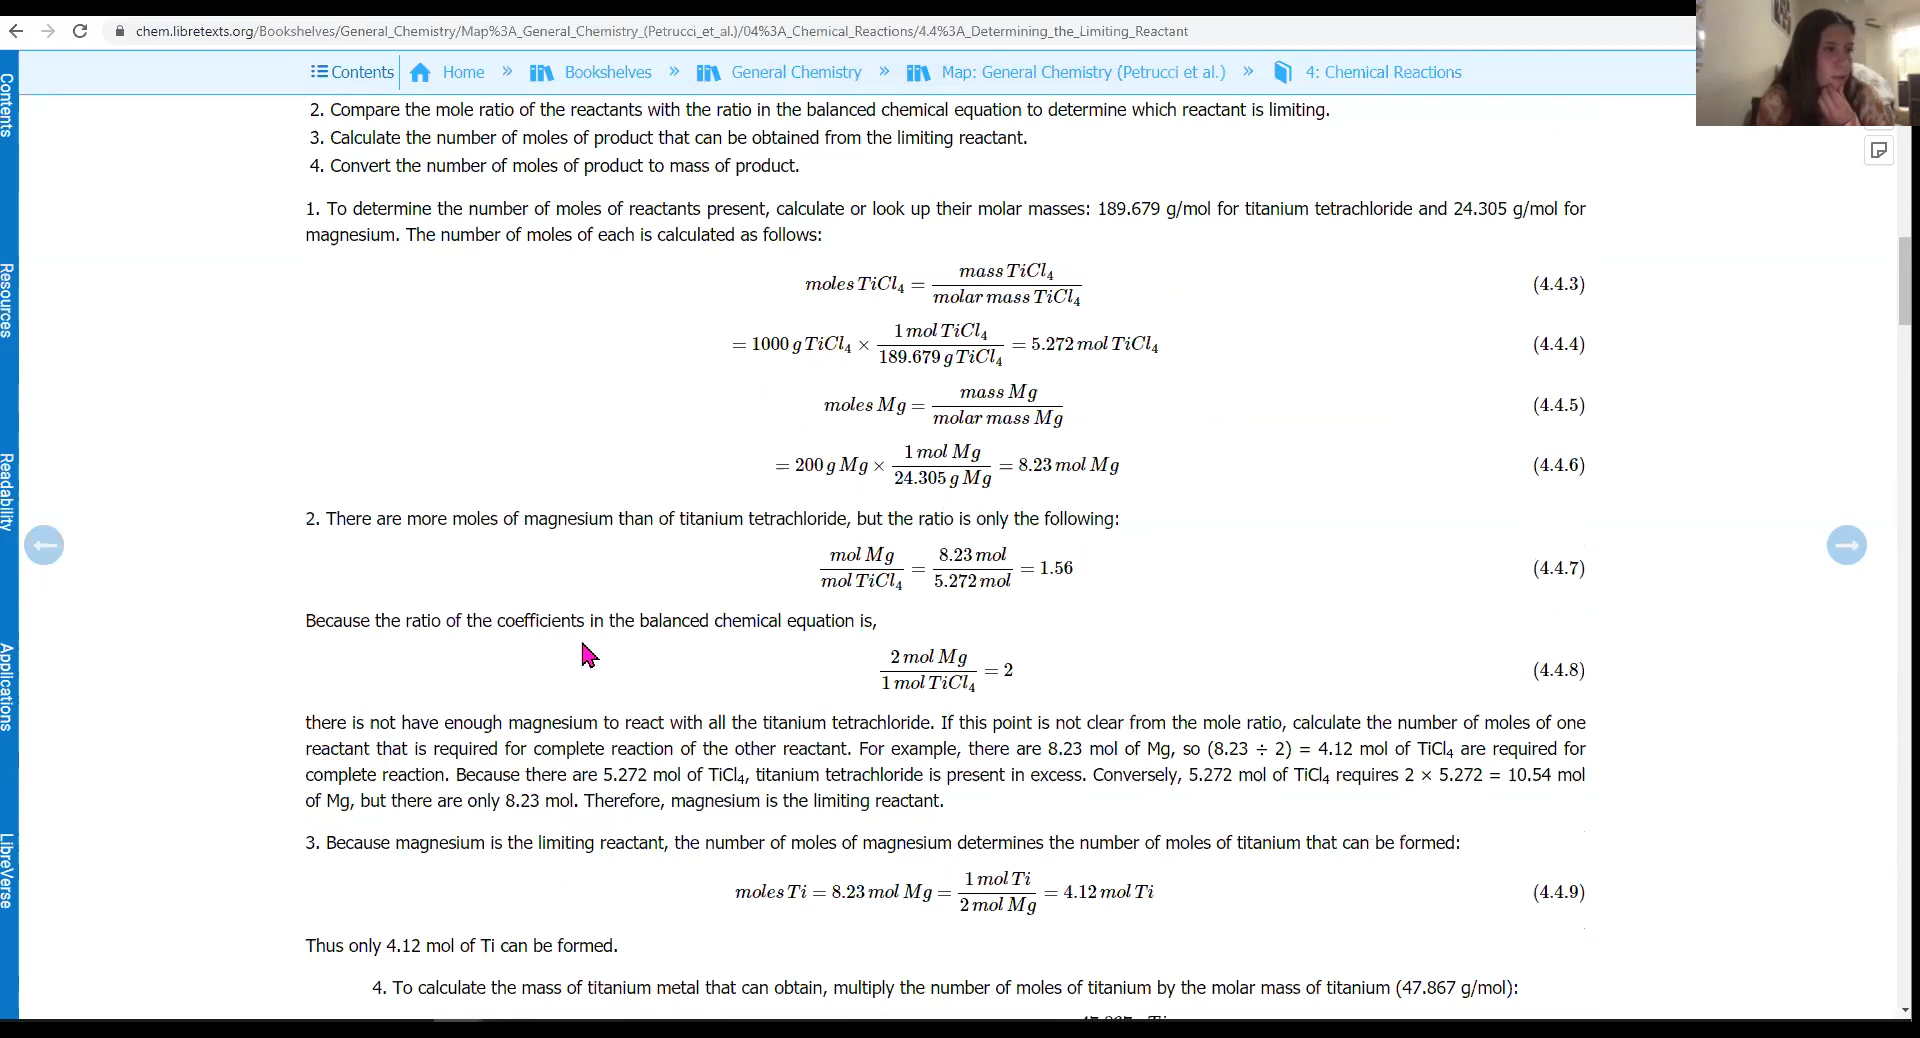 chem.libretexts.org/Bookshelves/General_Chemistry/Map%3A_General_Chemistry_(Petrucci_et_al.)/04%3A_Chemical_Reactions/4.4%3A_Determining_the_Limiting_Reactant
Contents Home » Bookshelves » General Chemistry » Map: General Chemistry (Petrucci et al.) » 4: Chemical Reactions
Contents
Resources
Readability
Applications
LibreVerse
2. Compare the mole ratio of the reactants with the ratio in the balanced chemical equation to determine which reactant is limiting.
3. Calculate the number of moles of product that can be obtained from the limiting reactant.
4. Convert the number of moles of product to mass of product.
1. To determine the number of moles of reactants present, calculate or look up their molar masses: 189.679 g/mol for titanium tetrachloride and 24.305 g/mol for
magnesium. The number of moles of each is calculated as follows:
moles TiCl₄ = mass TiCl₄ / molar mass TiCl₄ (4.4.3)
= 1000 g TiCl₄ × 1 mol TiCl₄ / 189.679 g TiCl₄ = 5.272 mol TiCl₄ (4.4.4)
moles Mg = mass Mg / molar mass Mg (4.4.5)
= 200 g Mg × 1 mol Mg / 24.305 g Mg = 8.23 mol Mg (4.4.6)
2. There are more moles of magnesium than of titanium tetrachloride, but the ratio is only the following:
mol Mg / mol TiCl₄ = 8.23 mol / 5.272 mol = 1.56 (4.4.7)
Because the ratio of the coefficients in the balanced chemical equation is,
2 mol Mg / 1 mol TiCl₄ = 2 (4.4.8)
there is not have enough magnesium to react with all the titanium tetrachloride. If this point is not clear from the mole ratio, calculate the number of moles of one
reactant that is required for complete reaction of the other reactant. For example, there are 8.23 mol of Mg, so (8.23 ÷ 2) = 4.12 mol of TiCl₄ are required for
complete reaction. Because there are 5.272 mol of TiCl₄, titanium tetrachloride is present in excess. Conversely, 5.272 mol of TiCl₄ requires 2 × 5.272 = 10.54 mol
of Mg, but there are only 8.23 mol. Therefore, magnesium is the limiting reactant.
3. Because magnesium is the limiting reactant, the number of moles of magnesium determines the number of moles of titanium that can be formed:
moles Ti = 8.23 mol Mg = 1 mol Ti / 2 mol Mg = 4.12 mol Ti (4.4.9)
Thus only 4.12 mol of Ti can be formed.
4. To calculate the mass of titanium metal that can obtain, multiply the number of moles of titanium by the molar mass of titanium (47.867 g/mol):